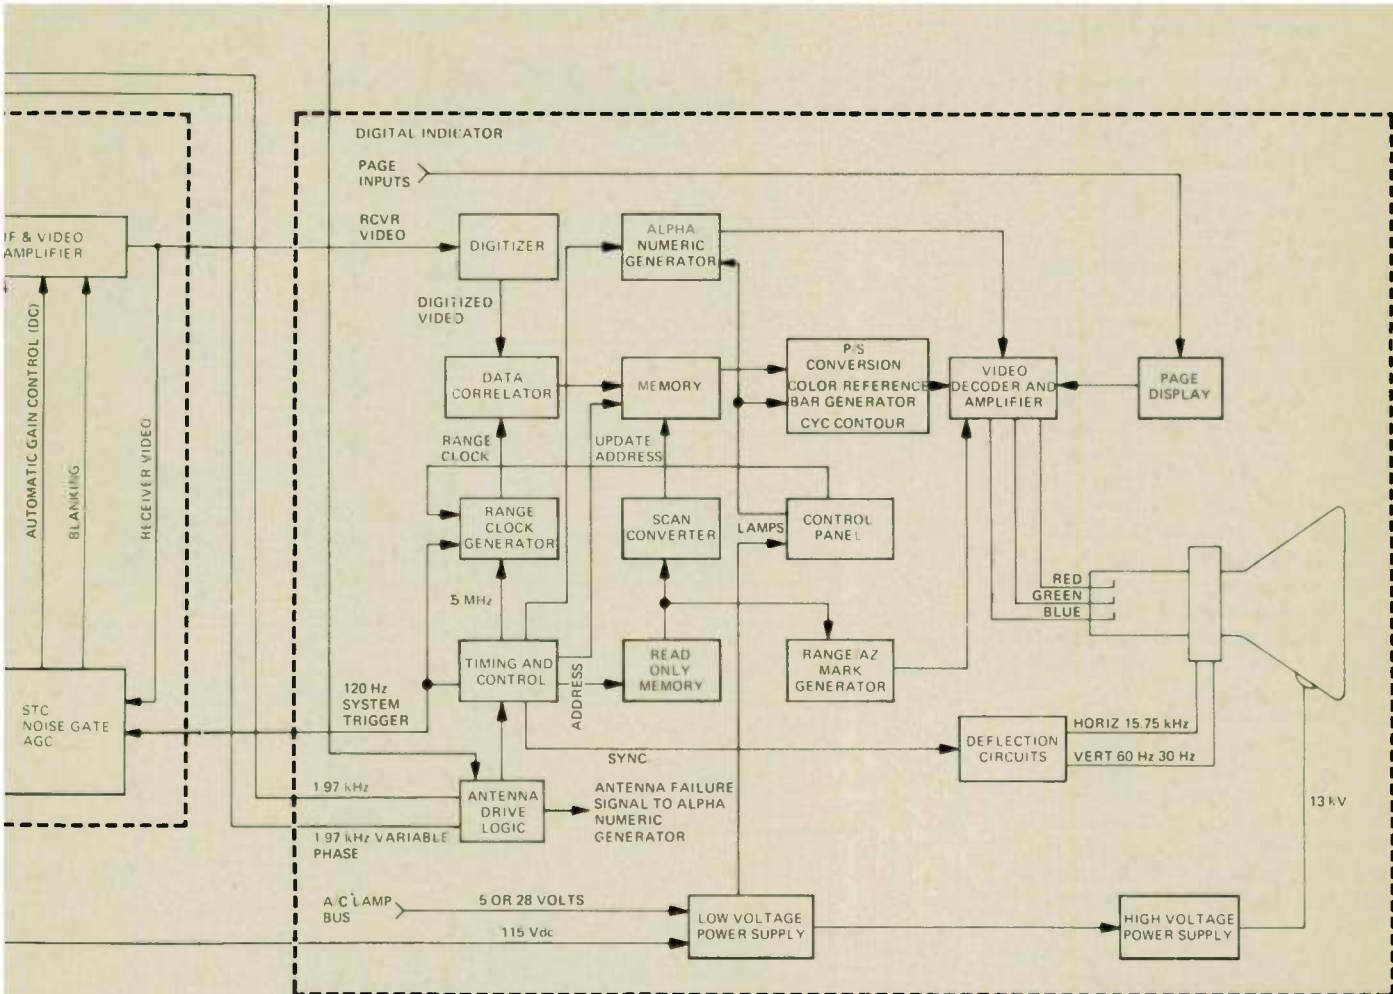 DIGITAL INDICATOR
PAGE
INPUTS
RCVR
VIDEO
IF & VIDEO
AMPLIFIER
DIGITIZER
ALPHA
NUMERIC
GENERATOR
DIGITIZED
VIDEO
AUTOMATIC GAIN CONTROL (DC)
BLANKING
RECEIVER VIDEO
DATA
CORRELATOR
MEMORY
P/S
CONVERSION
COLOR REFERENCE
BAR GENERATOR
CYC CONTOUR
VIDEO
DECODER AND
AMPLIFIER
PAGE
DISPLAY
RANGE
CLOCK
UPDATE
ADDRESS
RANGE
CLOCK
GENERATOR
SCAN
CONVERTER
LAMPS
CONTROL
PANEL
RED
GREEN
BLUE
5 MHz
TIMING AND
CONTROL
ADDRESS
READ
ONLY
MEMORY
RANGE AZ
MARK
GENERATOR
STC
NOISE GATE
AGC
120 Hz
SYSTEM
TRIGGER
SYNC
DEFLECTION
CIRCUITS
HORIZ 15.75 kHz
VERT 60 Hz 30 Hz
1 97 kHz
ANTENNA
DRIVE
LOGIC
ANTENNA FAILURE
SIGNAL TO ALPHA
NUMERIC
GENERATOR
13 kV
1 97 kHz VARIABLE
PHASE
A/C LAMP
BUS
5 OR 28 VOLTS
115 Vdc
LOW VOLTAGE
POWER SUPPLY
HIGH VOLTAGE
POWER SUPPLY